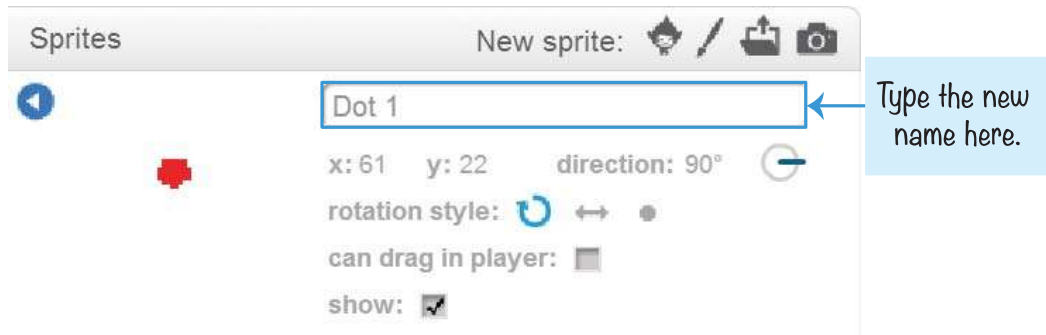 Sprites
New sprite:
Dot 1
Type the new
name here.
x: 61 y: 22 direction: 90°
rotation style:
can drag in player:
show: